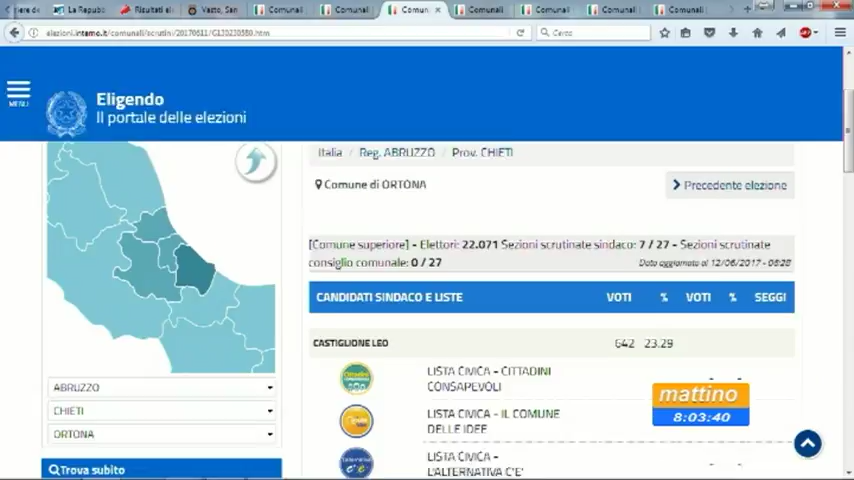 La Repu
Risultati ele
Vasto, San
Comunali
Comunali
Comun
Comunali
Comunali
Comunali
Comunali
elezioni.interno.it/comunali/scrutini/20170611/G130230580.htm
Cerca
MENU
Eligendo
Il portale delle elezioni
Italia / Reg. ABRUZZO / Prov. CHIETI
Comune di ORTONA
Precedente elezione
[Comune superiore] - Elettori: 22.071 Sezioni scrutinate sindaco: 7 / 27 - Sezioni scrutinate
consiglio comunale: 0 / 27
Dato aggiornato al 12/06/2017 - 08:28
CANDIDATI SINDACO E LISTE VOTI % VOTI % SEGGI
CASTIGLIONE LEO 642 23.29
LISTA CIVICA - CITTADINI
CONSAPEVOLI - -
LISTA CIVICA - IL COMUNE
DELLE IDEE
LISTA CIVICA -
L'ALTERNATIVA C'E' - -
ABRUZZO
CHIETI
ORTONA
Trova subito
mattino
8:03:40